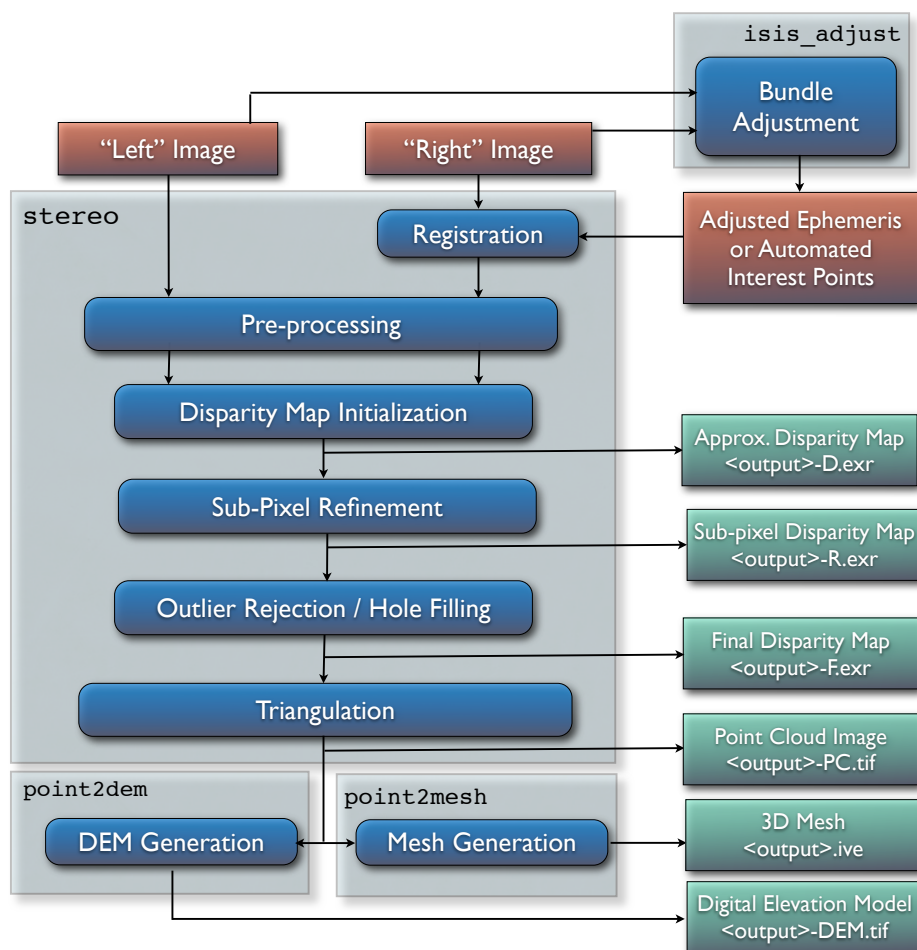 isis_adjust
Bundle
Adjustment
“Left” Image
“Right” Image
stereo
Registration
Adjusted Ephemeris
or Automated
Interest Points
Pre-processing
Disparity Map Initialization
Approx. Disparity Map
<output>-D.exr
Sub-Pixel Refinement
Sub-pixel Disparity Map
<output>-R.exr
Outlier Rejection / Hole Filling
Final Disparity Map
<output>-F.exr
Triangulation
Point Cloud Image
<output>-PC.tif
point2dem
point2mesh
DEM Generation
Mesh Generation
3D Mesh
<output>.ive
Digital Elevation Model
<output>-DEM.tif